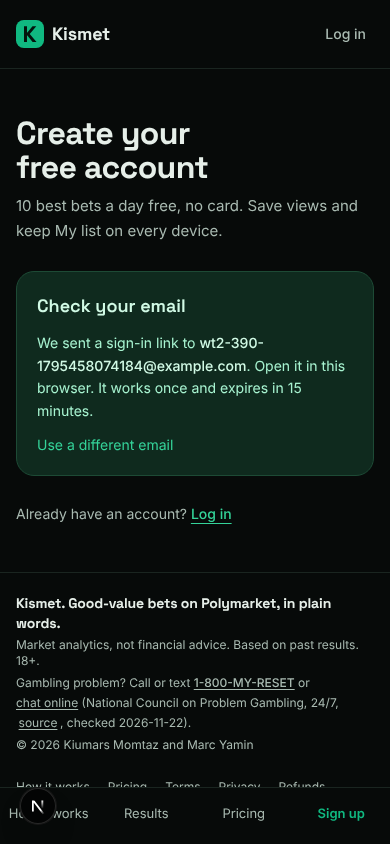 K Kismet
Log in
Create your
free account
10 best bets a day free, no card. Save views and
keep My list on every device.
Check your email
We sent a sign-in link to wt2-390-
1795458074184@example.com. Open it in this
browser. It works once and expires in 15
minutes.
Use a different email
Already have an account? Log in
Kismet. Good-value bets on Polymarket, in plain
words.
Market analytics, not financial advice. Based on past results.
18+.
Gambling problem? Call or text 1-800-MY-RESET or
chat online (National Council on Problem Gambling, 24/7,
source , checked 2026-11-22).
© 2026 Kiumars Momtaz and Marc Yamin
How it works Pricing Terms Privacy Refunds
N works Results Pricing Sign up